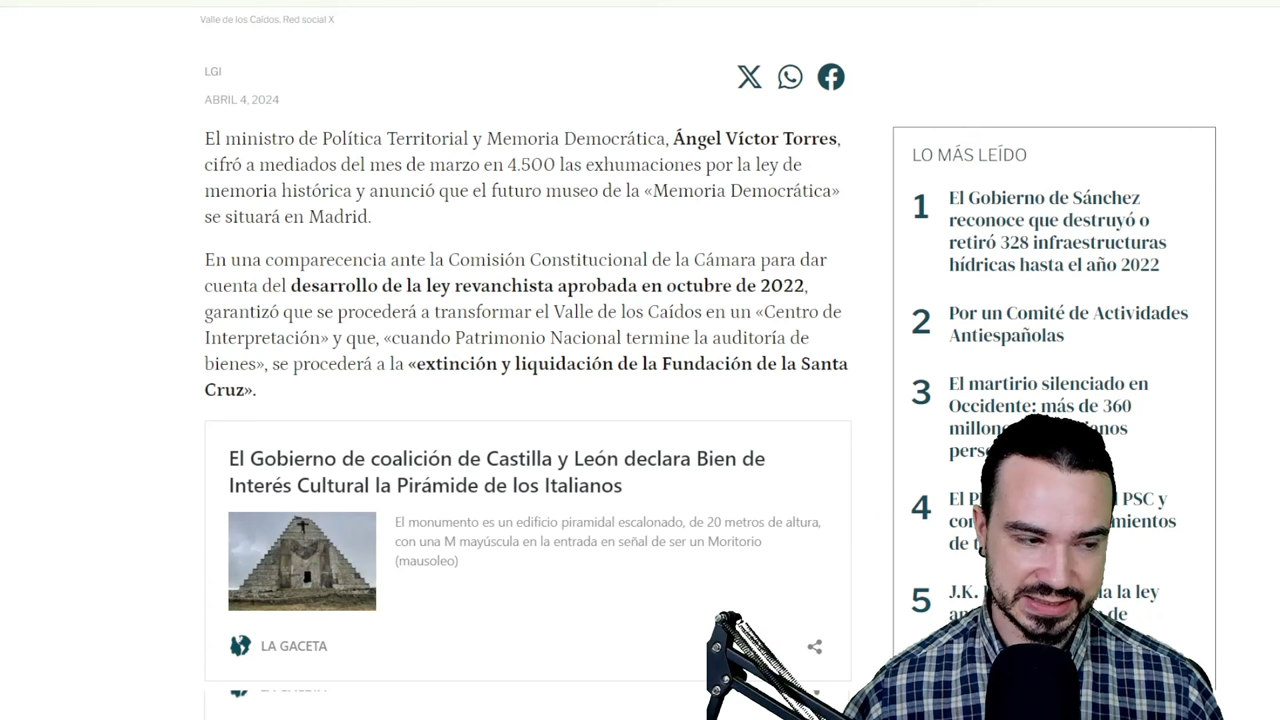 Valle de los Caídos. Red social X
LGI
ABRIL 4, 2024
El ministro de Política Territorial y Memoria Democrática, Ángel Víctor Torres,
cifró a mediados del mes de marzo en 4.500 las exhumaciones por la ley de
memoria histórica y anunció que el futuro museo de la «Memoria Democrática»
se situará en Madrid.
En una comparecencia ante la Comisión Constitucional de la Cámara para dar
cuenta del desarrollo de la ley revanchista aprobada en octubre de 2022,
garantizó que se procederá a transformar el Valle de los Caídos en un «Centro de
Interpretación» y que, «cuando Patrimonio Nacional termine la auditoría de
bienes», se procederá a la «extinción y liquidación de la Fundación de la Santa
Cruz».
El Gobierno de coalición de Castilla y León declara Bien de
Interés Cultural la Pirámide de los Italianos
El monumento es un edificio piramidal escalonado, de 20 metros de altura,
con una M mayúscula en la entrada en señal de ser un Moritorio
(mausoleo)
LA GACETA
LO MÁS LEÍDO
1 El Gobierno de Sánchez
reconoce que destruyó o
retiró 328 infraestructuras
hídricas hasta el año 2022
2 Por un Comité de Actividades
Antiespañolas
3 El martirio silenciado en
Occidente: más de 360
4 El PSC y
de
5 J.K. la ley
de